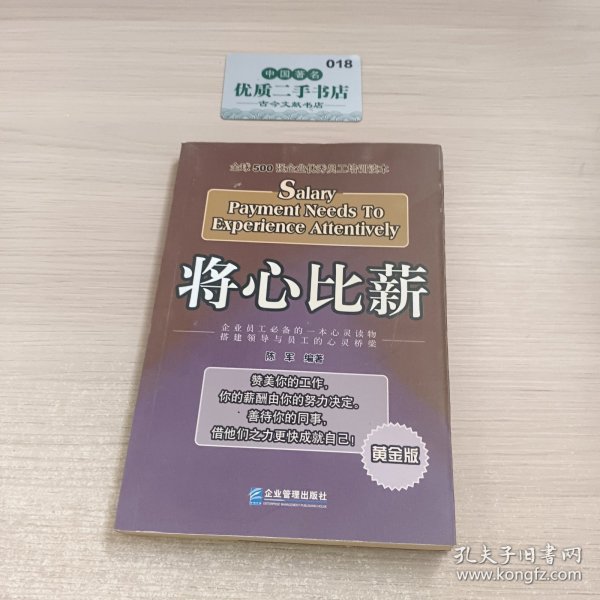 018
中国著名
优质二手书店
古今文献书店
全球500强企业优秀员工培训读本
Salary
Payment Needs To
Experience Attentively
将心比薪
企业员工必备的一本心灵读物
搭建领导与员工的心灵桥梁
陈军 编著
赞美你的工作,
你的薪酬由你的努力决定。
善待你的同事,
借他们之力更快成就自己!
黄金版
企业管理出版社
ENTERPRISE MANAGEMENT PUBLISHING HOUSE
孔夫子旧书网
www.kongfz.com